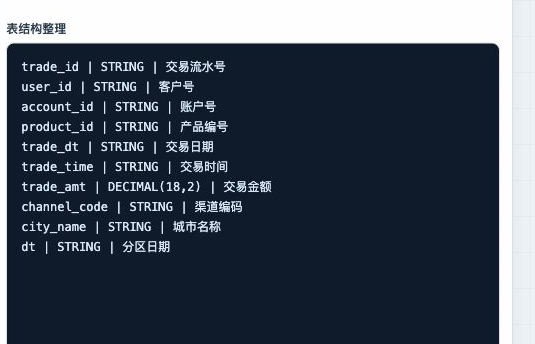 表结构整理
trade_id | STRING | 交易流水号
user_id | STRING | 客户号
account_id | STRING | 账户号
product_id | STRING | 产品编号
trade_dt | STRING | 交易日期
trade_time | STRING | 交易时间
trade_amt | DECIMAL(18,2) | 交易金额
channel_code | STRING | 渠道编码
city_name | STRING | 城市名称
dt | STRING | 分区日期